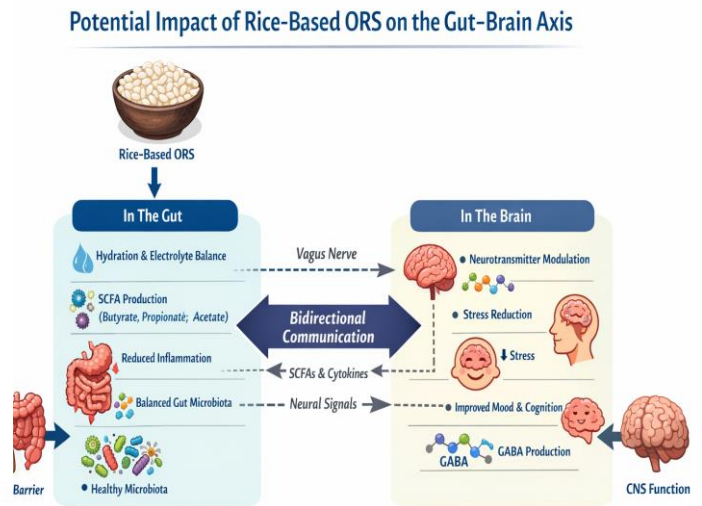 Potential Impact of Rice-Based ORS on the Gut–Brain Axis
Rice-Based ORS
In The Gut
Hydration & Electrolyte Balance
SCFA Production
(Butyrate, Propionate; Acetate)
Reduced Inflammation
Balanced Gut Microbiota
Healthy Microbiota
Barrier
Vagus Nerve
Bidirectional
Communication
SCFAs & Cytokines
Neural Signals
In The Brain
Neurotransmitter Modulation
Stress Reduction
Stress
Improved Mood & Cognition
GABA
GABA Production
CNS Function